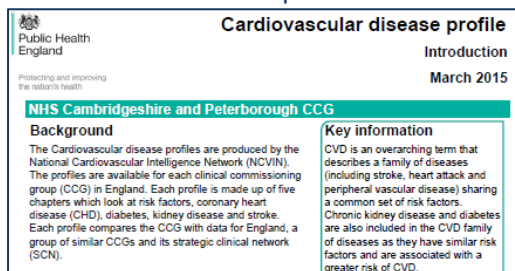 Public Health
England
Protecting and improving
the nation's health
Cardiovascular disease profile
Introduction
March 2015
NHS Cambridgeshire and Peterborough CCG
Background
The Cardiovascular disease profiles are produced by the
National Cardiovascular Intelligence Network (NCVIN).
The profiles are available for each clinical commissioning
group (CCG) in England. Each profile is made up of five
chapters which look at risk factors, coronary heart
disease (CHD), diabetes, kidney disease and stroke.
Each profile compares the CCG with data for England, a
group of similar CCGs and its strategic clinical network
(SCN).
Key information
CVD is an overarching term that
describes a family of diseases
(including stroke, heart attack and
peripheral vascular disease) sharing
a common set of risk factors.
Chronic kidney disease and diabetes
are also included in the CVD family
of diseases as they have similar risk
factors and are associated with a
greater risk of CVD.